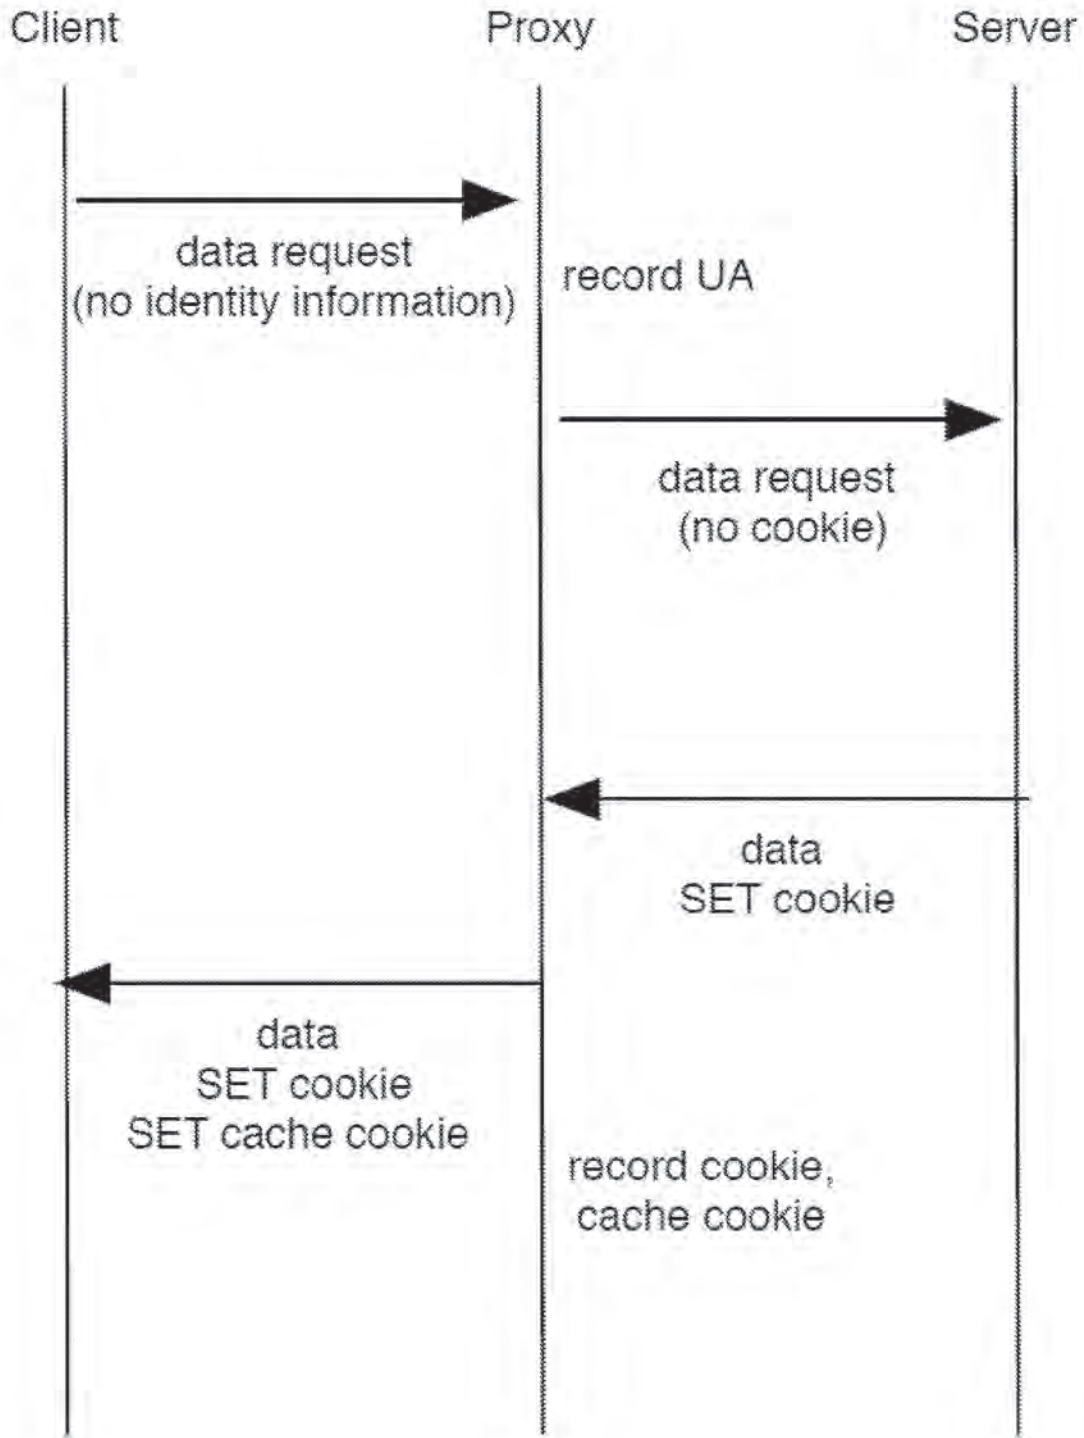 Client
Proxy
Server
data request
(no identity information)
record UA
data request
(no cookie)
data
SET cookie
data
SET cookie
SET cache cookie
record cookie,
cache cookie